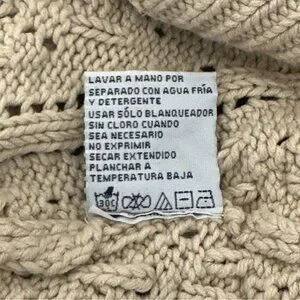 LAVAR A MANO POR
SEPARADO CON AGUA FRÍA
Y DETERGENTE
USAR SÓLO BLANQUEADOR
SIN CLORO CUANDO
SEA NECESARIO
NO EXPRIMIR
SECAR EXTENDIDO
PLANCHAR A
TEMPERATURA BAJA
30C